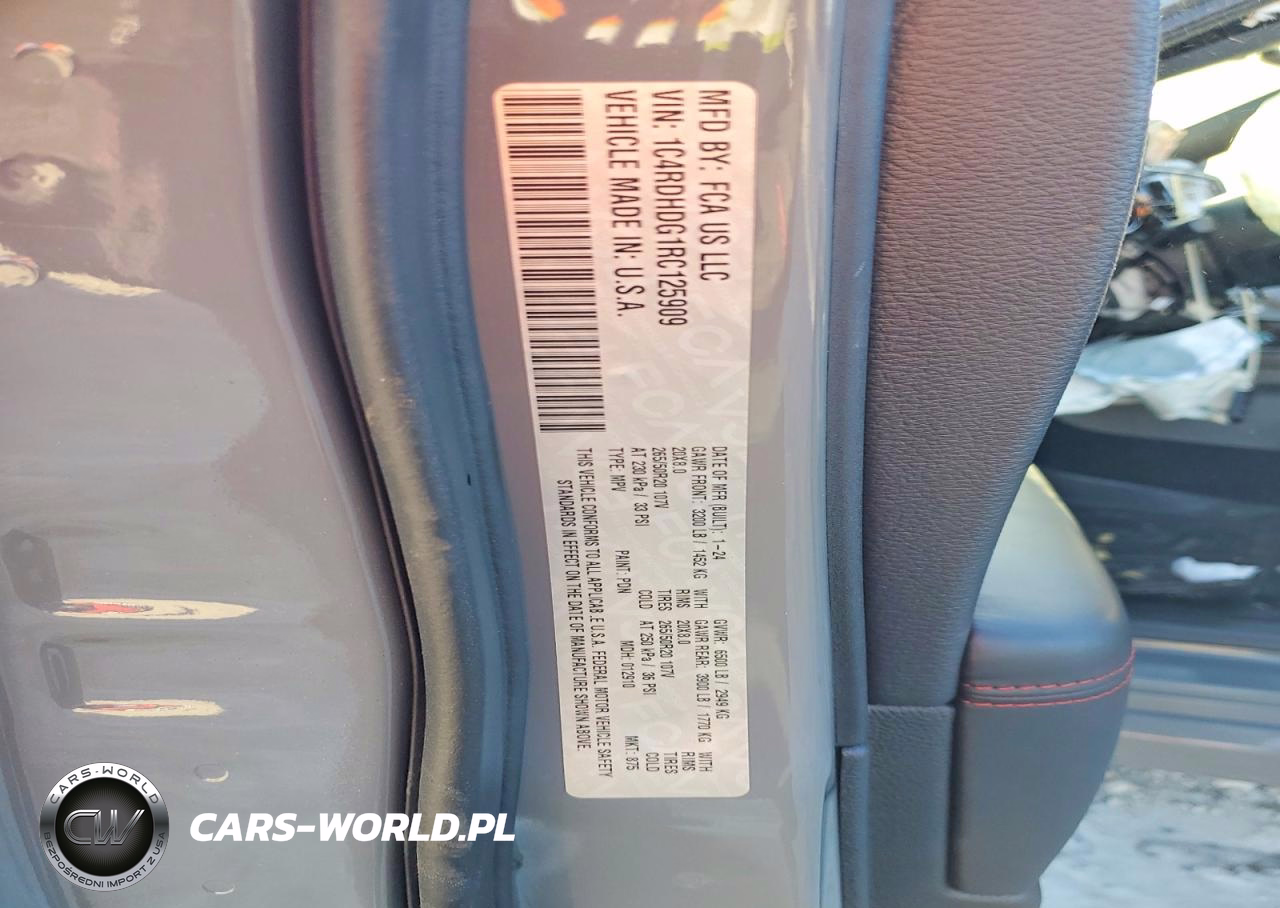 MFD BY: FCA US LLC
VIN: 1C4RDHDG1RC125909
VEHICLE MADE IN: U.S.A.
DATE OF MFR (BUILT): 1-24 GVWR: 6500 LB / 2949 KG
GAWR FRONT: 3200 LB / 1452 KG WITH GAWR REAR: 3900 LB / 1770 KG WITH
20X8.0 RIMS 20X8.0 RIMS
265/50R20 107V TIRES 265/50R20 107V TIRES
AT 230 kPa / 33 PSI COLD AT 250 kPa / 36 PSI COLD
TYPE: MPV PAINT: PDN MDH: 012910 MKT: 875
THIS VEHICLE CONFORMS TO ALL APPLICABLE U.S.A. FEDERAL MOTOR VEHICLE SAFETY
STANDARDS IN EFFECT ON THE DATE OF MANUFACTURE SHOWN ABOVE.
CARS-WORLD
CW
BEZPOŚREDNI IMPORT Z USA
CARS-WORLD.PL